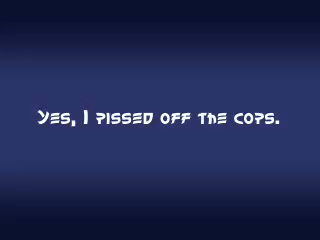 Yes, I pissed off the cops.